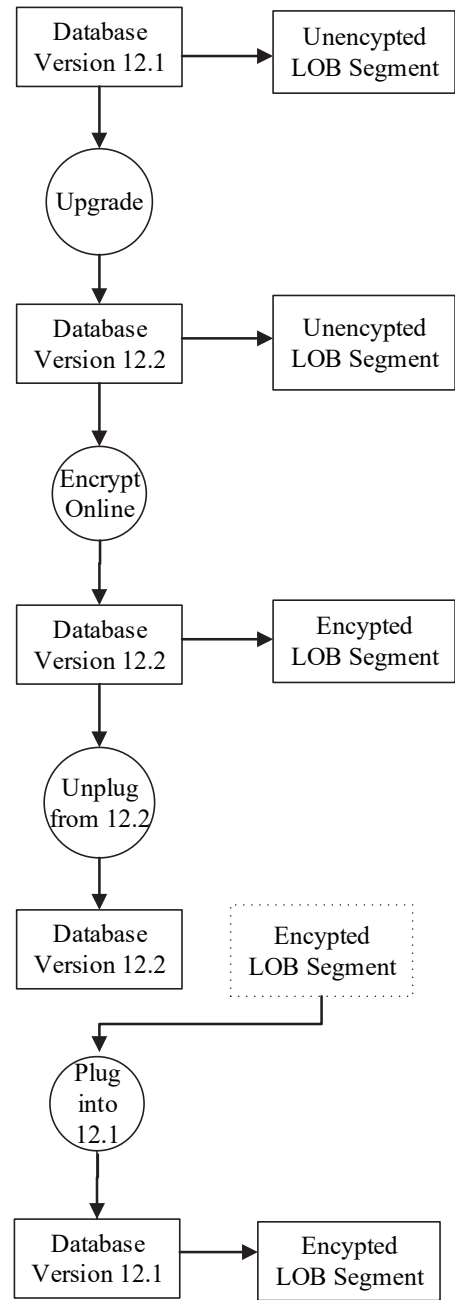 Database
Version 12.1
Unencypted
LOB Segment
Upgrade
Database
Version 12.2
Unencypted
LOB Segment
Encrypt
Online
Database
Version 12.2
Encypted
LOB Segment
Unplug
from 12.2
Database
Version 12.2
Encypted
LOB Segment
Plug
into
12.1
Database
Version 12.1
Encypted
LOB Segment